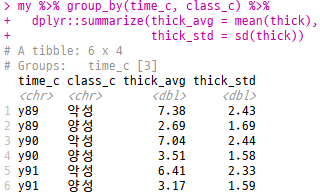 > my %>% group_by(time_c, class_c) %>%
+   dplyr::summarize(thick_avg = mean(thick),
+                    thick_std = sd(thick))
# A tibble: 6 x 4
# Groups:   time_c [3]
  time_c class_c thick_avg thick_std
  <chr>  <chr>       <dbl>     <dbl>
1 y89    악성         7.38      2.43
2 y89    양성         2.69      1.69
3 y90    악성         7.04      2.44
4 y90    양성         3.51      1.58
5 y91    악성         6.41      2.33
6 y91    양성         3.17      1.59